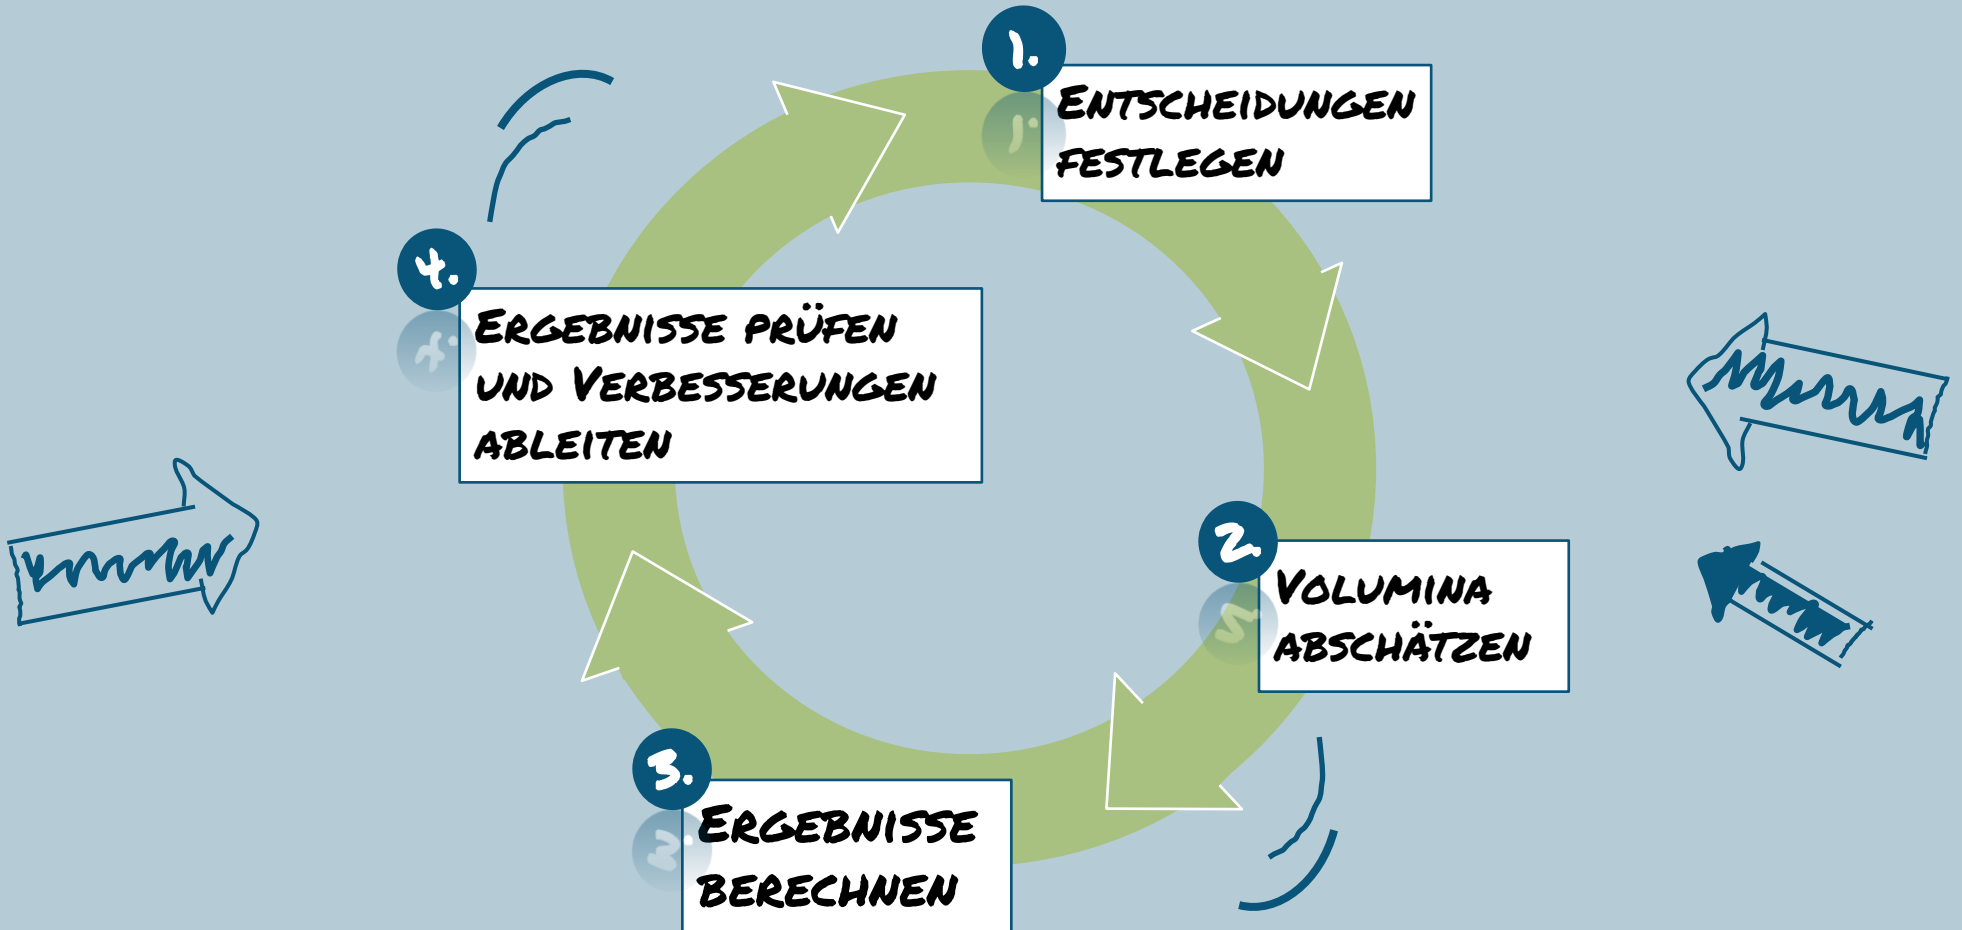 1.
Entscheidungen
festlegen
2.
Volumina
abschätzen
3.
Ergebnisse
berechnen
4.
Ergebnisse prüfen
und Verbesserungen
ableiten